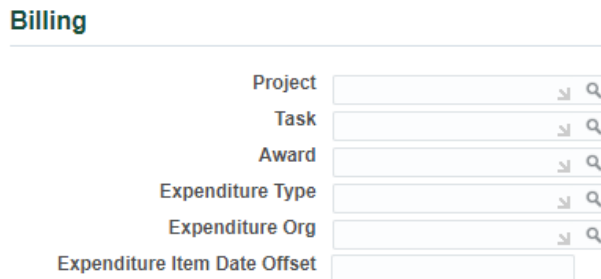 Billing
Project
Task
Award
Expenditure Type
Expenditure Org
Expenditure Item Date Offset